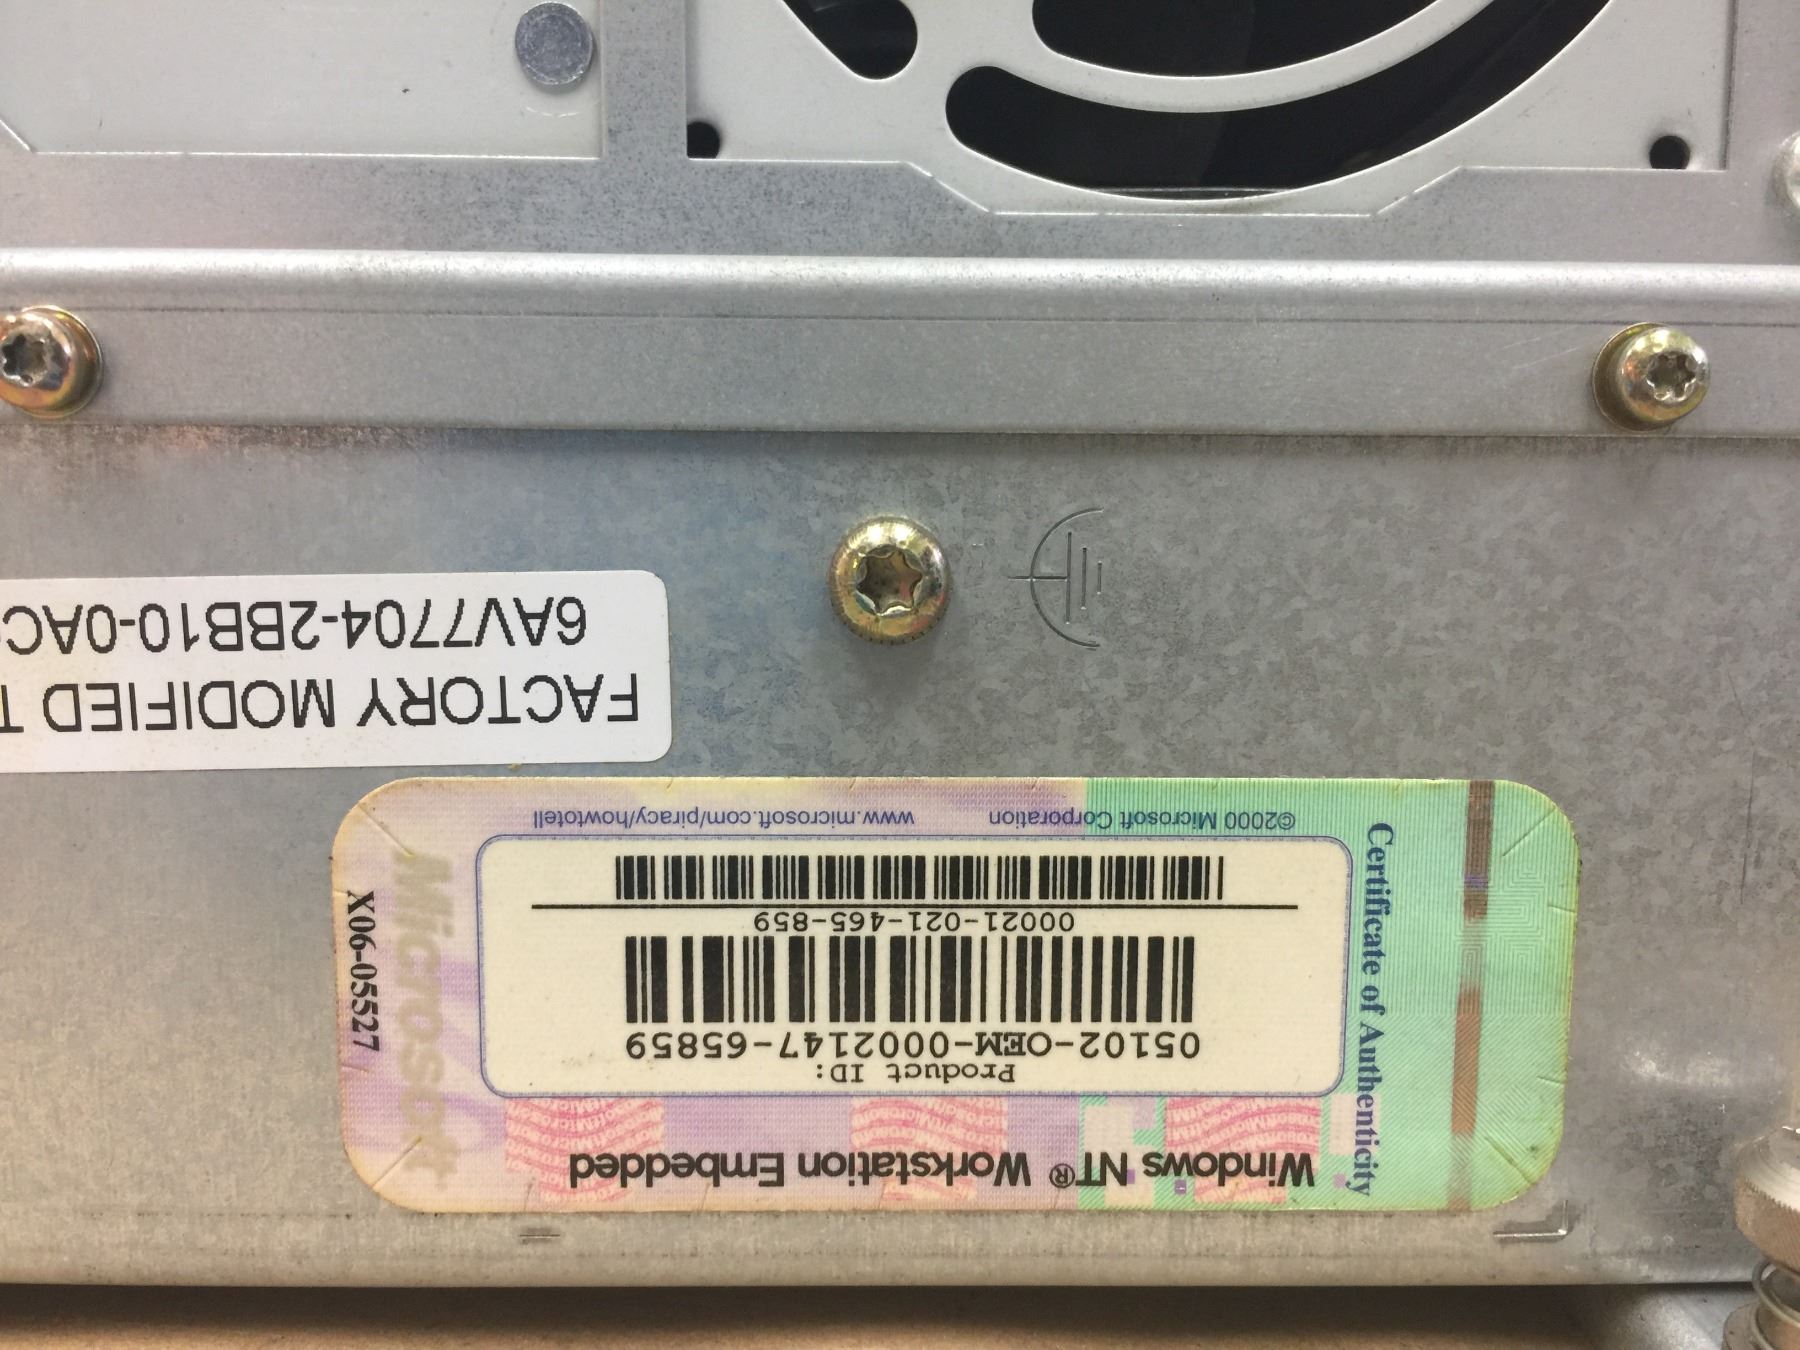 Windows NT® Workstation Embedded
Product ID:
05102-OEM-0002147-65859
00021-021-465-859
©2000 Microsoft Corporation www.microsoft.com/piracy/howtotell
Certificate of Authenticity
Microsoft
X06-05527
FACTORY MODIFIED T
6AV7704-2BB10-0AC